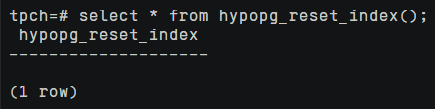 tpch=# select * from hypopg_reset_index();
 hypopg_reset_index
--------------------

(1 row)